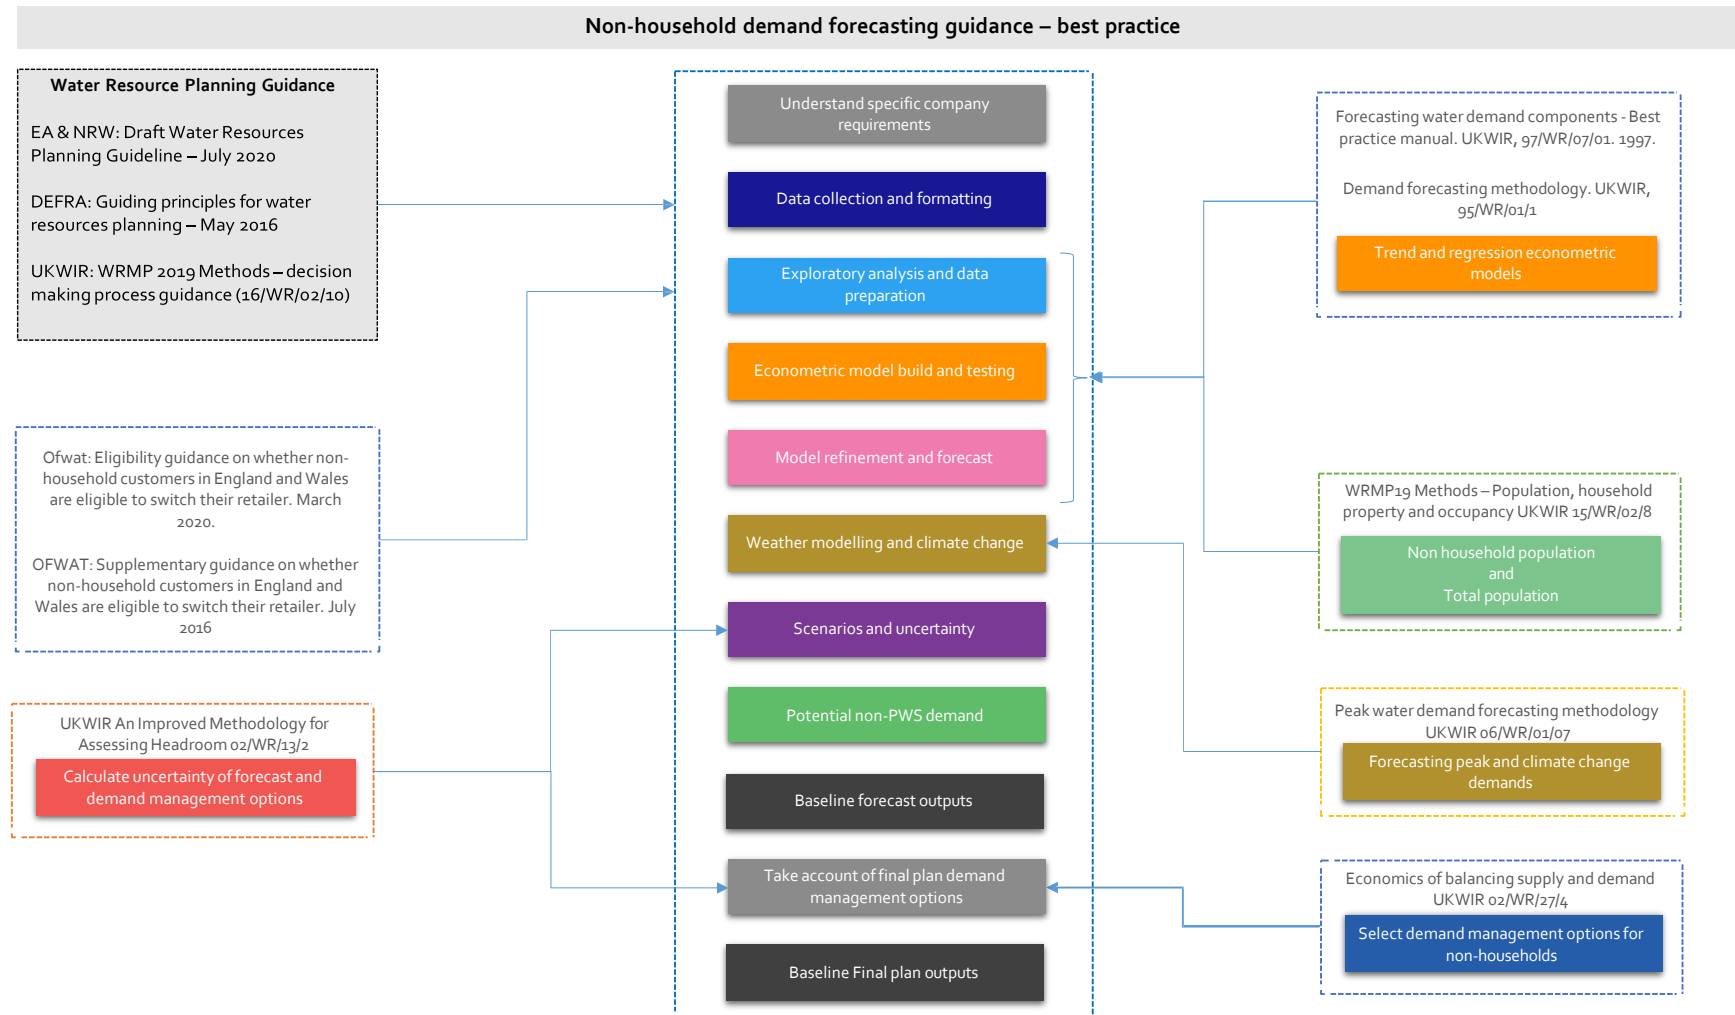 Non-household demand forecasting guidance – best practice
Water Resource Planning Guidance
EA & NRW: Draft Water Resources
Planning Guideline – July 2020
DEFRA: Guiding principles for water
resources planning – May 2016
UKWIR: WRMP 2019 Methods – decision
making process guidance (16/WR/02/10)
Ofwat: Eligibility guidance on whether non-
household customers in England and Wales
are eligible to switch their retailer. March
2020.
OFWAT: Supplementary guidance on whether
non-household customers in England and
Wales are eligible to switch their retailer. July
2016
UKWIR An Improved Methodology for
Assessing Headroom 02/WR/13/2
Calculate uncertainty of forecast and
demand management options
Understand specific company
requirements
Data collection and formatting
Exploratory analysis and data
preparation
Econometric model build and testing
Model refinement and forecast
Weather modelling and climate change
Scenarios and uncertainty
Potential non-PWS demand
Baseline forecast outputs
Take account of final plan demand
management options
Baseline Final plan outputs
Forecasting water demand components - Best
practice manual. UKWIR, 97/WR/07/01. 1997.
Demand forecasting methodology. UKWIR,
95/WR/01/1
Trend and regression econometric
models
WRMP19 Methods – Population, household
property and occupancy UKWIR 15/WR/02/8
Non household population
and
Total population
Peak water demand forecasting methodology
UKWIR 06/WR/01/07
Forecasting peak and climate change
demands
Economics of balancing supply and demand
UKWIR 02/WR/27/4
Select demand management options for
non-households